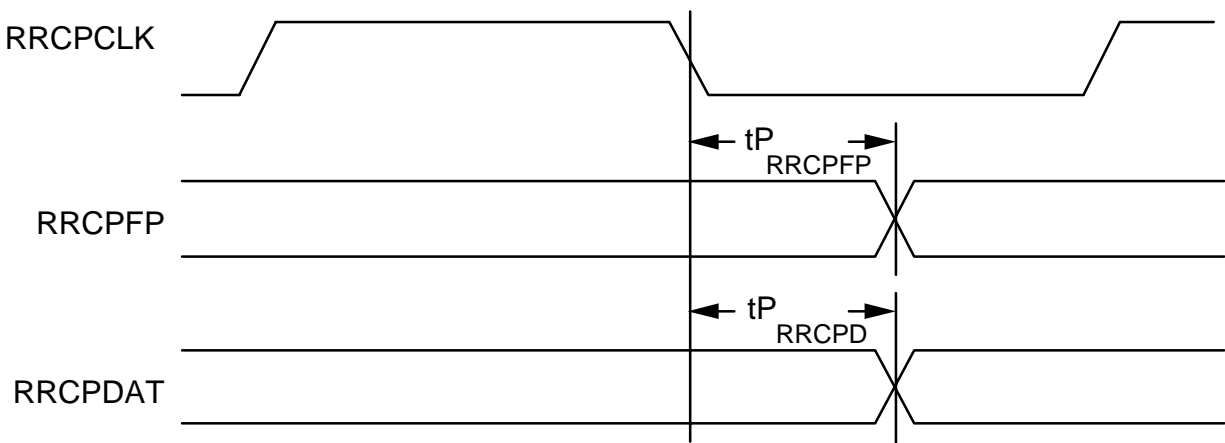 RRCPCLK
tP
RRCPFP
RRCPFP
tP
RRCPD
RRCPDAT